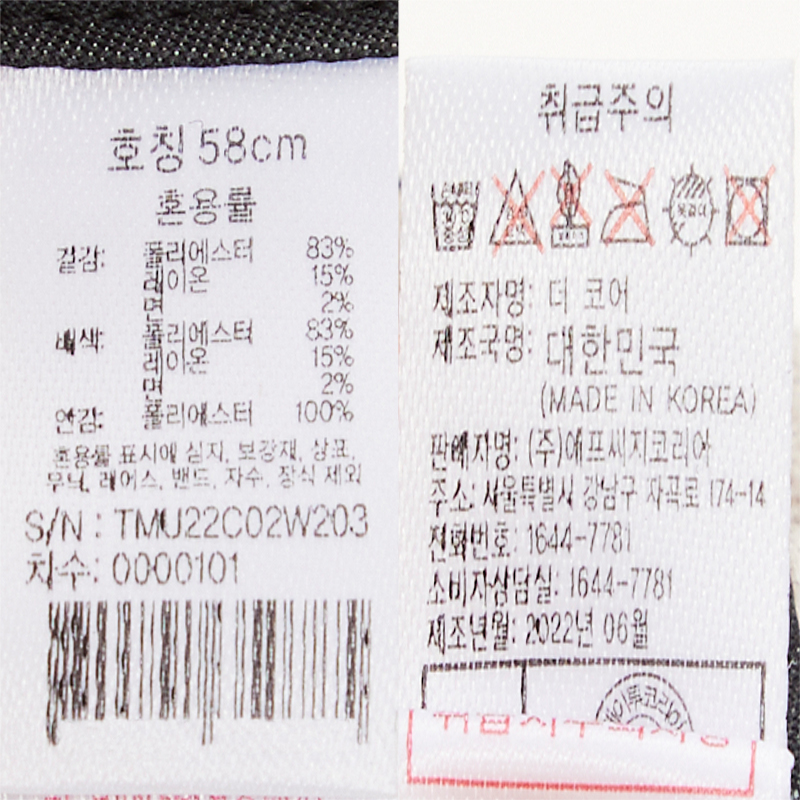 호칭 58cm
혼용률
겉감: 폴리에스터 83%
레이온 15%
면 2%
배색: 폴리에스터 83%
레이온 15%
면 2%
안감: 폴리에스터 100%
혼용률 표시에 심지, 보강재, 상표,
무늬, 레이스, 밴드, 자수, 장식 제외
S/N : TMU22C02W203
치수: 0000101
취급주의
중성
옷걸이
제조자명: 더 코어
제조국명: 대한민국
(MADE IN KOREA)
판매자명: (주)에프씨지코리아
주소: 서울특별시 강남구 자곡로 174-14
전화번호: 1644-7781
소비자상담실: 1644-7781
제조년월: 2022년 06월